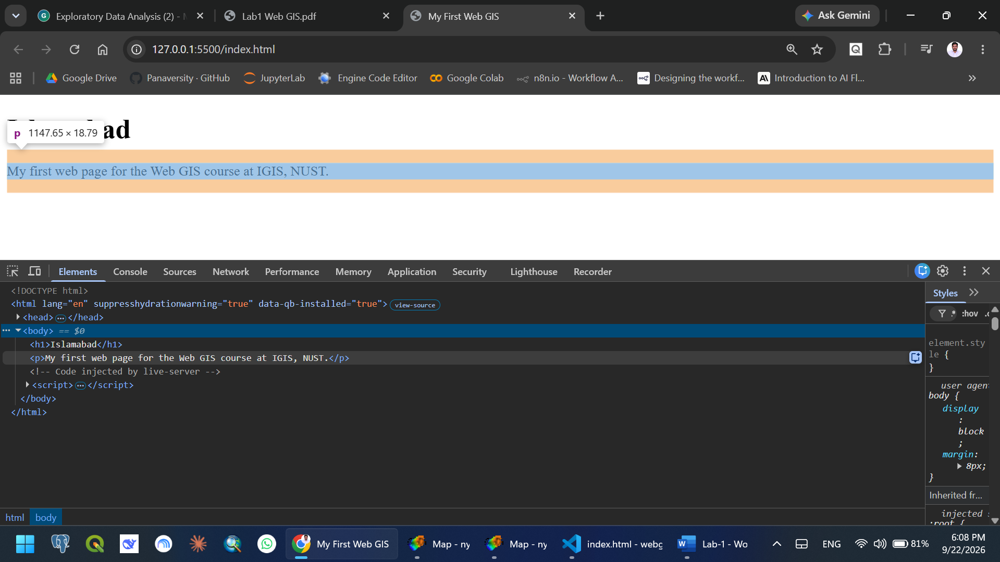 Exploratory Data Analysis (2) -
Lab1 Web GIS.pdf
My First Web GIS
Ask Gemini
127.0.0.1:5500/index.html
Google Drive
Panaversity · GitHub
JupyterLab
Engine Code Editor
Google Colab
n8n.io - Workflow A...
Designing the workf...
Introduction to AI Fl...
ad
p 1147.65 × 18.79
My first web page for the Web GIS course at IGIS, NUST.
Elements Console Sources Network Performance Memory Application Security Lighthouse Recorder
<!DOCTYPE html>
<html lang="en" suppresshydrationwarning="true" data-qb-installed="true"> view-source
<head> ... </head>
... <body> == $0
<h1>Islamabad</h1>
<p>My first web page for the Web GIS course at IGIS, NUST.</p>
<!-- Code injected by live-server -->
<script> ... </script>
</body>
</html>
html body
Styles
.* :hov .c
element.sty
le {
}
user agent
body {
display
:
block
;
margin:
8px;
}
Inherited fr...
injected s
:root {
My First Web GIS
Map - ny
Map - ny
index.html - webg
Lab-1 - Wo
ENG
81%
6:08 PM
9/22/2026